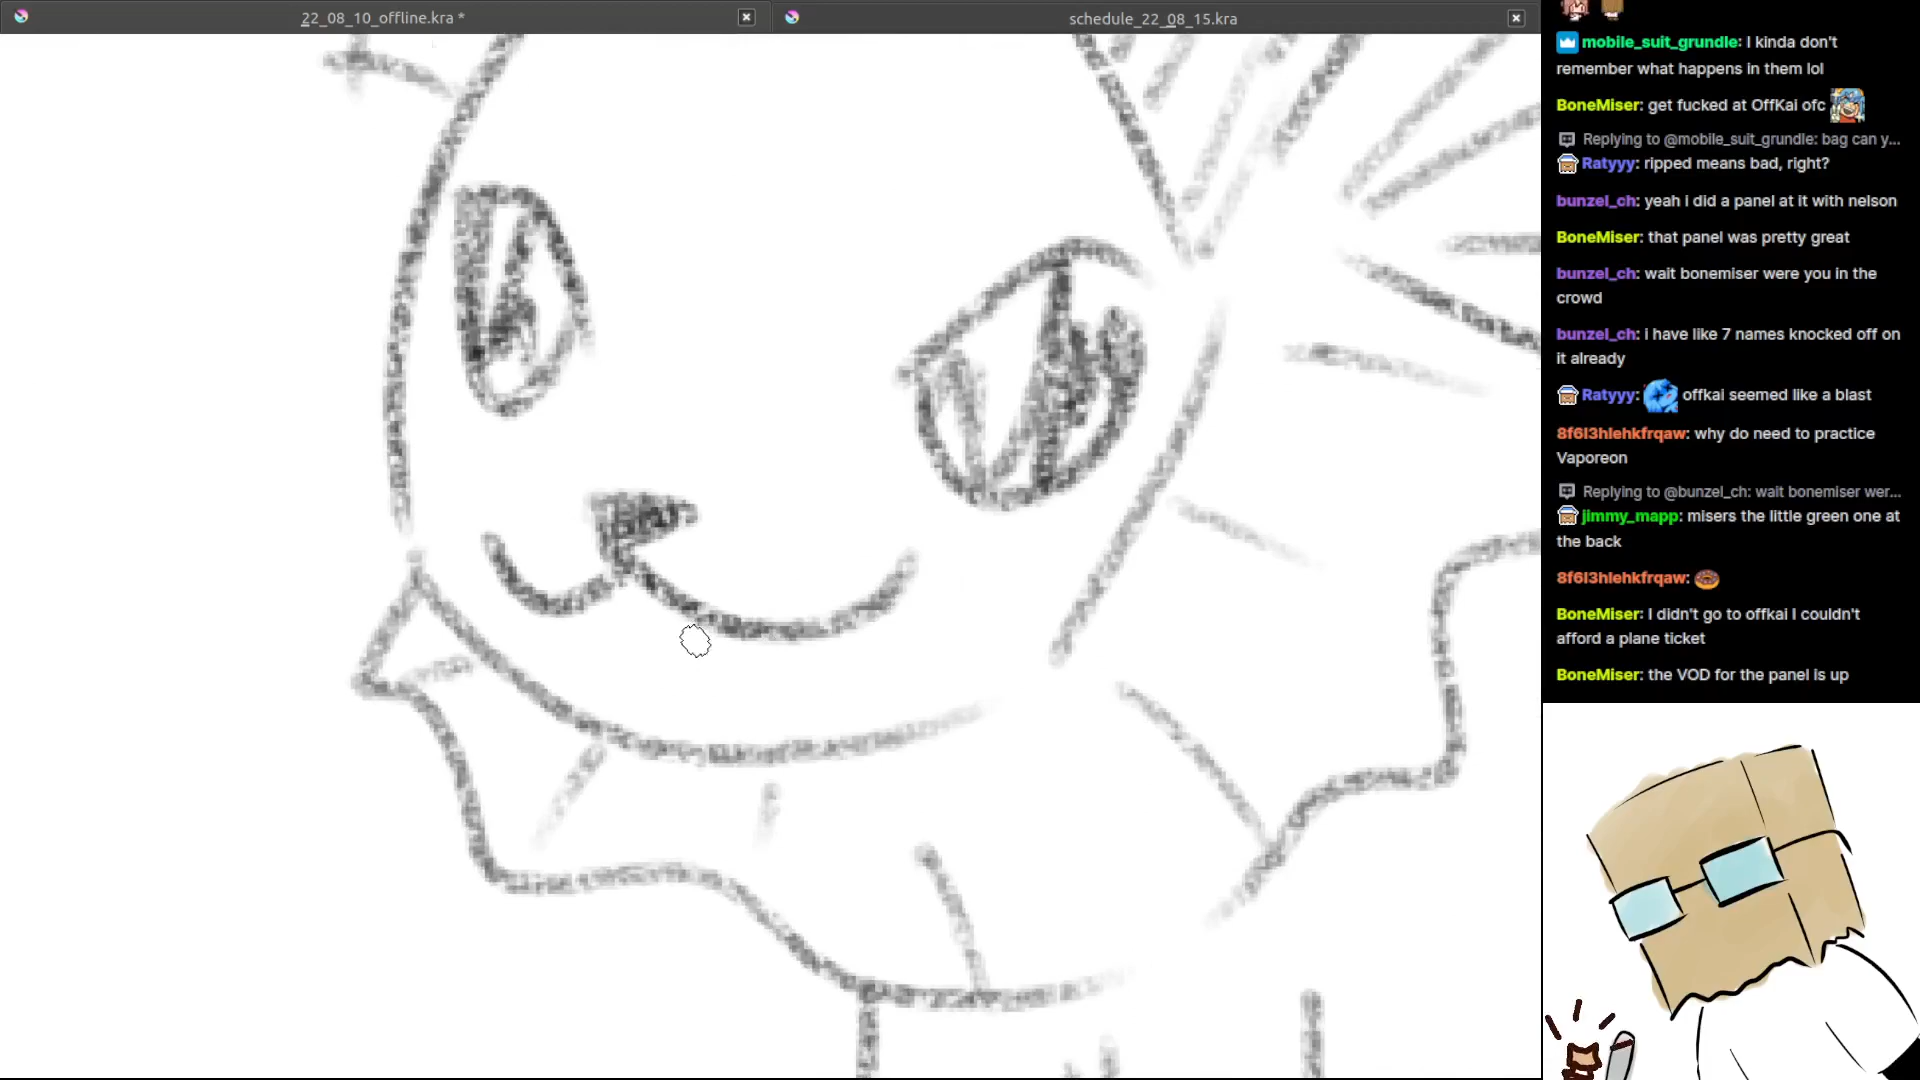 22_08_10_offline.kra *
schedule_22_08_15.kra
mobile_suit_grundle: I kinda don't
remember what happens in them lol
BoneMiser: get fucked at OffKai ofc
Replying to @mobile_suit_grundle: bag can y...
Ratyyy: ripped means bad, right?
bunzel_ch: yeah i did a panel at it with nelson
BoneMiser: that panel was pretty great
bunzel_ch: wait bonemiser were you in the
crowd
bunzel_ch: i have like 7 names knocked off on
it already
Ratyyy: offkai seemed like a blast
8f6l3hlehkfrqaw: why do need to practice
Vaporeon
Replying to @bunzel_ch: wait bonemiser wer...
jimmy_mapp: misers the little green one at
the back
8f6l3hlehkfrqaw:
BoneMiser: I didn't go to offkai I couldn't
afford a plane ticket
BoneMiser: the VOD for the panel is up